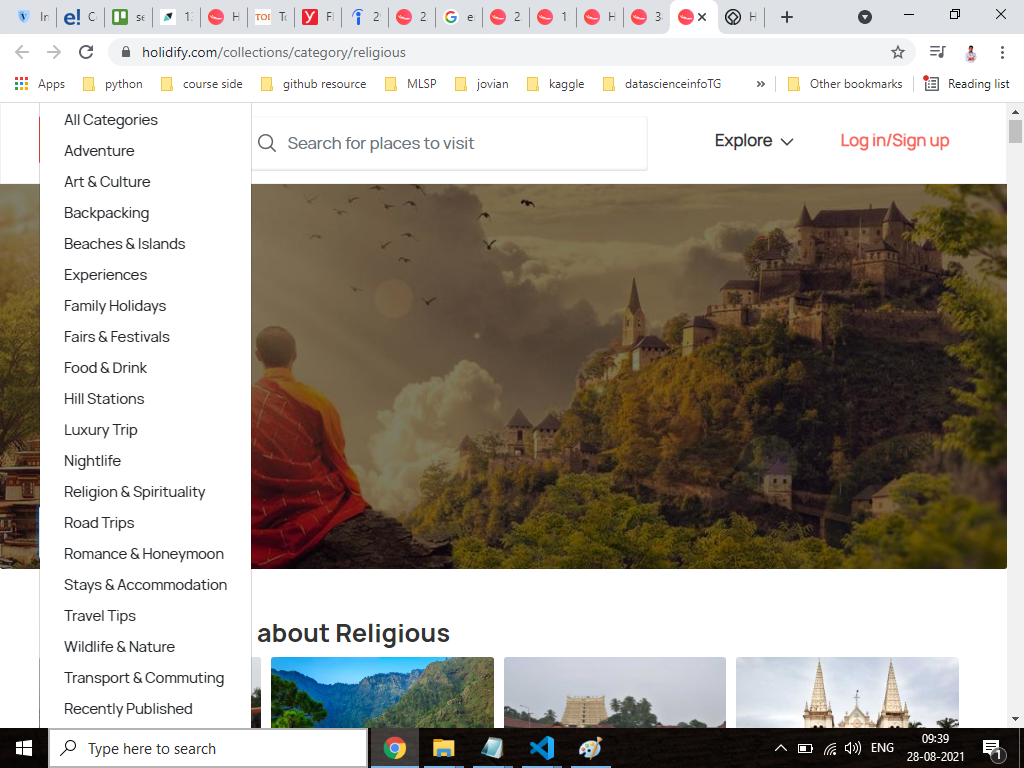 In
C
se
1
H
To
Fl
2
2
e
2
1
H
3
H
holidify.com/collections/category/religious
Apps
python
course side
github resource
MLSP
jovian
kaggle
datascienceinfoTG
»
Other bookmarks
Reading list
All Categories
Adventure
Art & Culture
Backpacking
Beaches & Islands
Experiences
Family Holidays
Fairs & Festivals
Food & Drink
Hill Stations
Luxury Trip
Nightlife
Religion & Spirituality
Road Trips
Romance & Honeymoon
Stays & Accommodation
Travel Tips
Wildlife & Nature
Transport & Commuting
Recently Published
Search for places to visit
Explore
Log in/Sign up
about Religious
Type here to search
ENG
09:39
28-08-2021
1